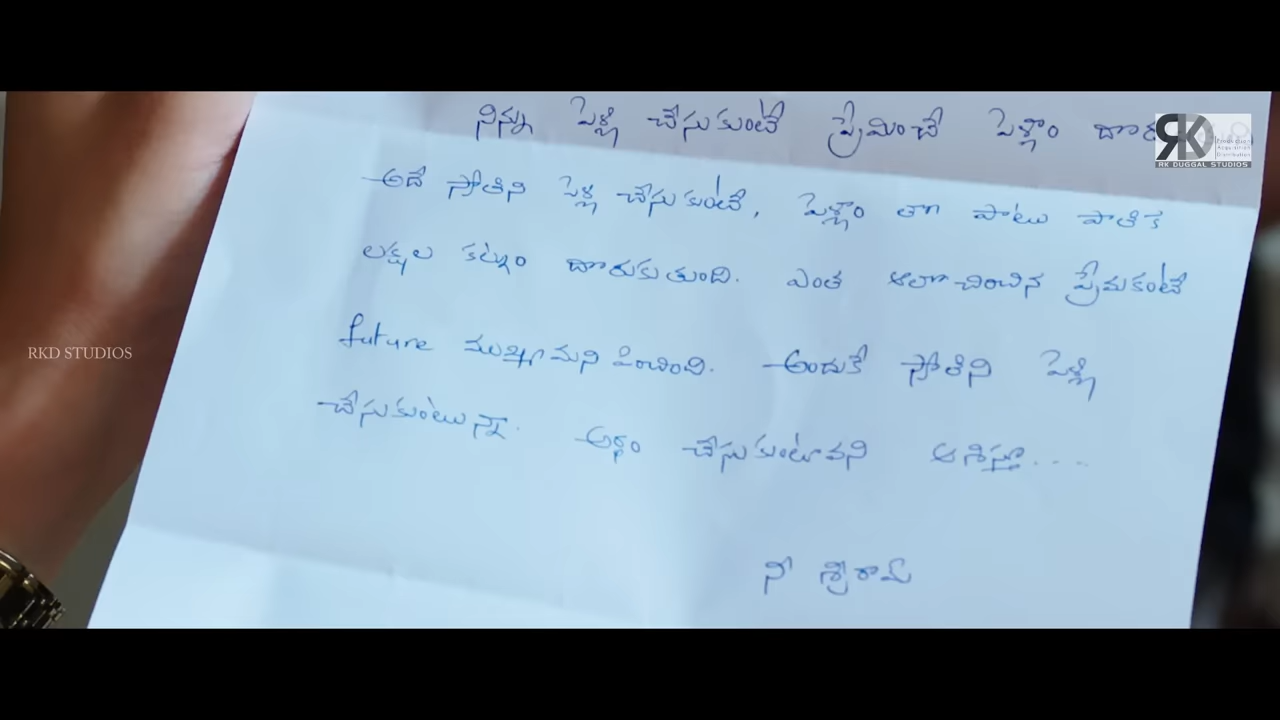 నిన్ను పెళ్లి చేసుకుంటే ప్రేమించే పెళ్లాం
అదే స్వాతిని పెళ్లి చేసుకుంటే, పెళ్లాం తొ పాటు పాతికే
లక్షల కట్నం దొరుకుతుంది. ఎంత ఆలొచించిన ప్రేమకంటే
future ముఖ్యమనిపించింది. అందుకే స్వాతిని పెళ్లి
చేసుకుంటున్నా. అర్థం చేసుకుంటావని ఆశిస్తూ....
నీ శ్రీరామ్
RKD STUDIOS
RK DUGGAL STUDIOS